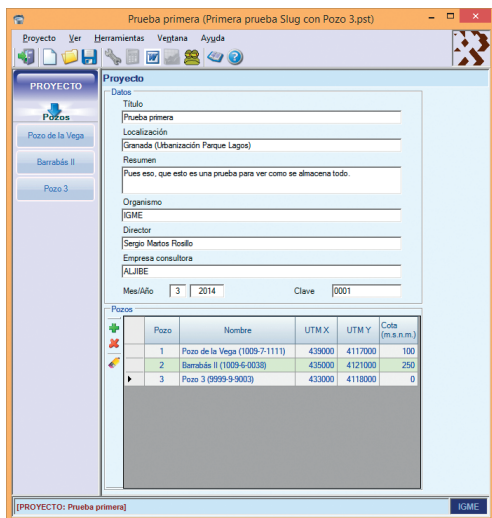 Prueba primera (Primera prueba Slug con Pozo 3.pst)
Proyecto Ver Herramientas Ventana Ayuda
PROYECTO
Pozos
Pozo de la Vega
Barrabás II
Pozo 3
Proyecto
Datos
Título
Prueba primera
Localización
Granada (Urbanización Parque Lagos)
Resumen
Pues eso, que esto es una prueba para ver como se almacena todo.
Organismo
IGME
Director
Sergio Martos Rosillo
Empresa consultora
ALJIBE
Mes/Año 3 2014 Clave 0001
Pozos
Pozo Nombre UTM X UTM Y Cota (m.s.n.m.)
1 Pozo de la Vega (1009-7-1111) 439000 4117000 100
2 Barrabás II (1009-6-0038) 435000 4121000 250
3 Pozo 3 (9999-9-9003) 433000 4118000 0
[PROYECTO: Prueba primera] IGME